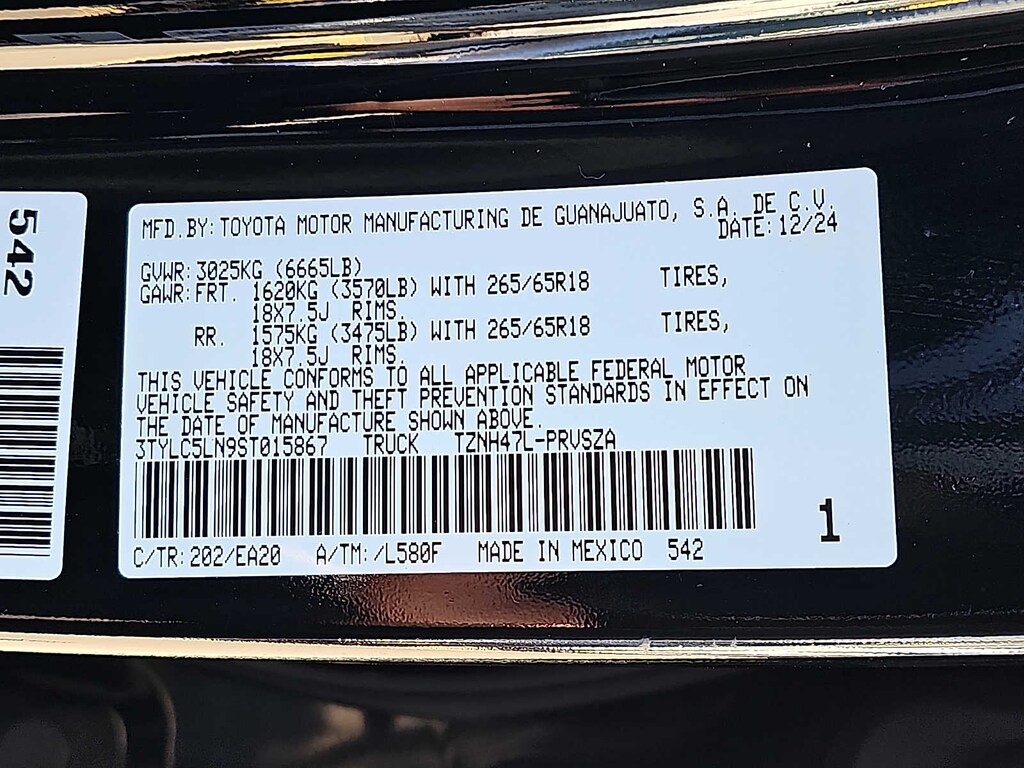 542
MFD.BY: TOYOTA MOTOR MANUFACTURING DE GUANAJUATO, S.A. DE C.V.
DATE: 12/24
GVWR: 3025KG (6665LB)
GAWR: FRT. 1620KG (3570LB) WITH 265/65R18 TIRES,
18X7.5J RIMS.
RR. 1575KG (3475LB) WITH 265/65R18 TIRES,
18X7.5J RIMS.
THIS VEHICLE CONFORMS TO ALL APPLICABLE FEDERAL MOTOR
VEHICLE SAFETY AND THEFT PREVENTION STANDARDS IN EFFECT ON
THE DATE OF MANUFACTURE SHOWN ABOVE.
3TYLC5LN9ST015867 TRUCK TZNH47L-PRVSZA
1
C/TR: 202/EA20 A/TM: /L580F MADE IN MEXICO 542